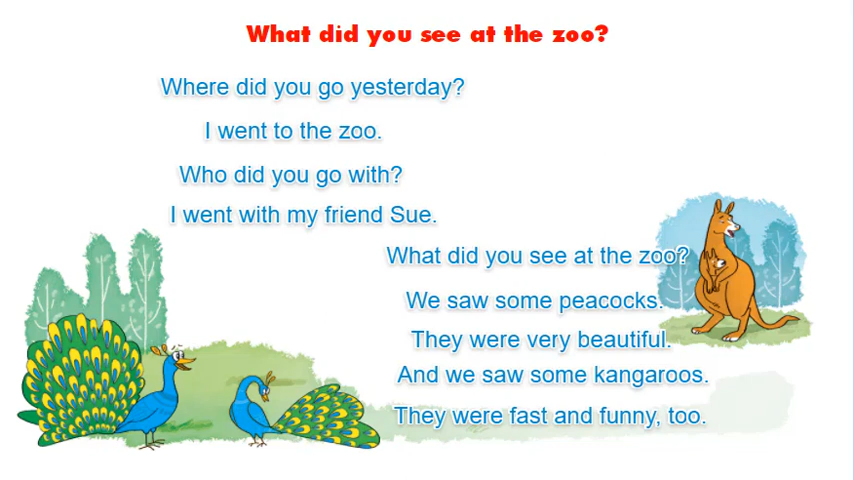 What did you see at the zoo?
Where did you go yesterday?
I went to the zoo.
Who did you go with?
I went with my friend Sue.
What did you see at the zoo?
We saw some peacocks.
They were very beautiful.
And we saw some kangaroos.
They were fast and funny, too.